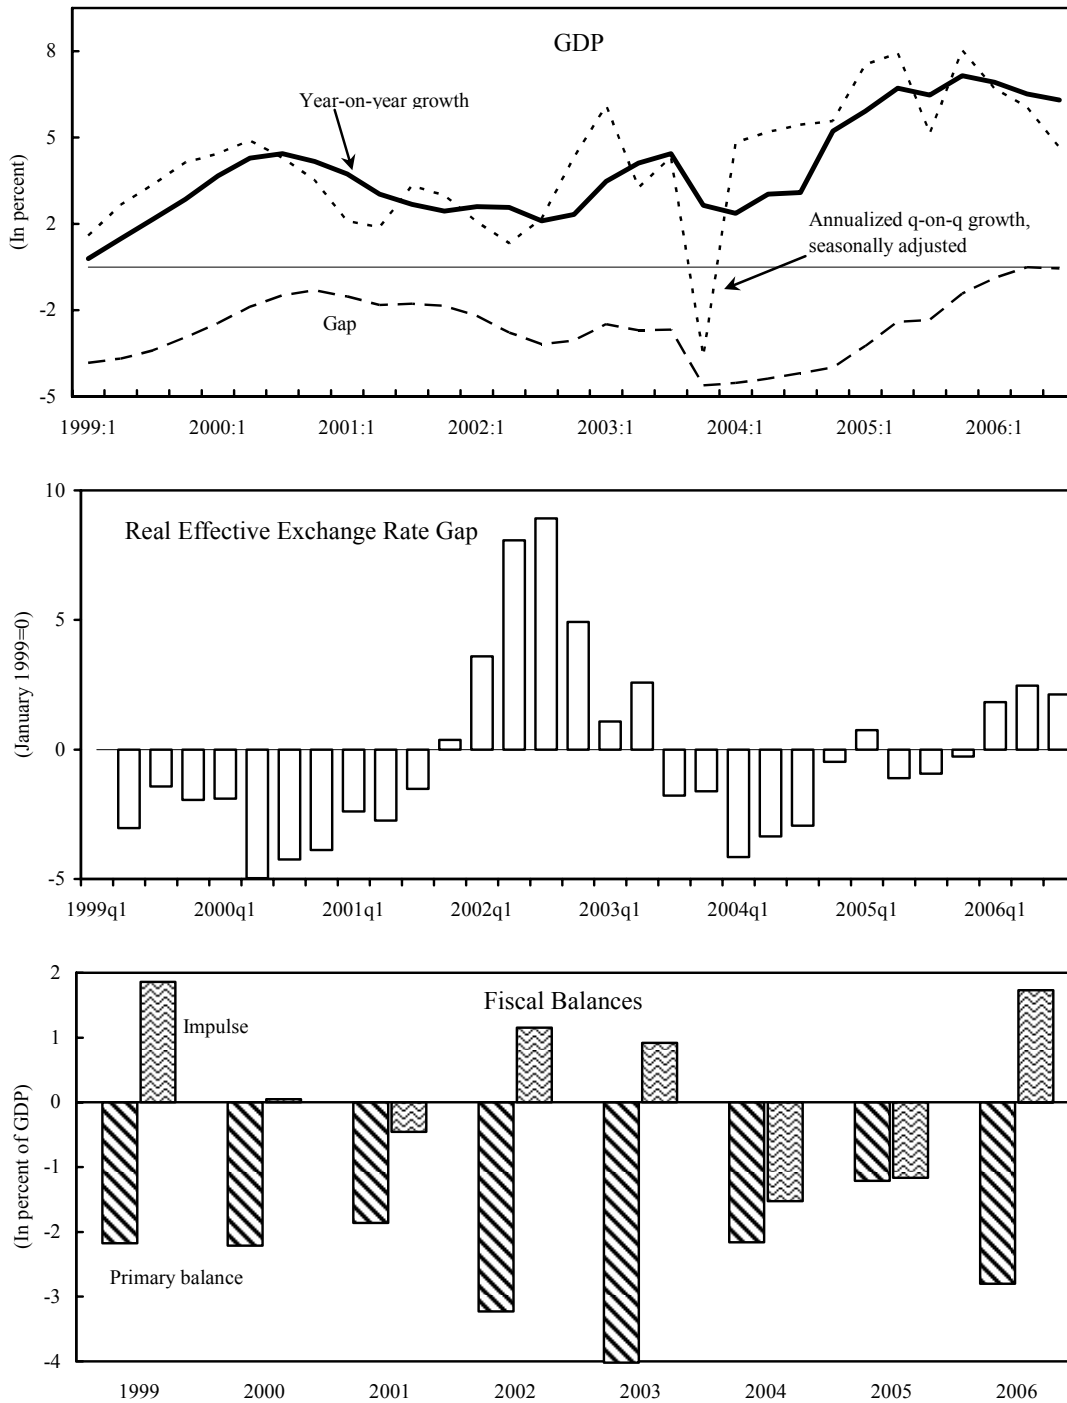 GDP
8
5
2
-2
-5
(In percent)
Year-on-year growth
Annualized q-on-q growth,
seasonally adjusted
Gap
1999:1 2000:1 2001:1 2002:1 2003:1 2004:1 2005:1 2006:1
Real Effective Exchange Rate Gap
10
5
0
-5
(January 1999=0)
1999q1 2000q1 2001q1 2002q1 2003q1 2004q1 2005q1 2006q1
Fiscal Balances
2
1
0
-1
-2
-3
-4
(In percent of GDP)
Impulse
Primary balance
1999 2000 2001 2002 2003 2004 2005 2006